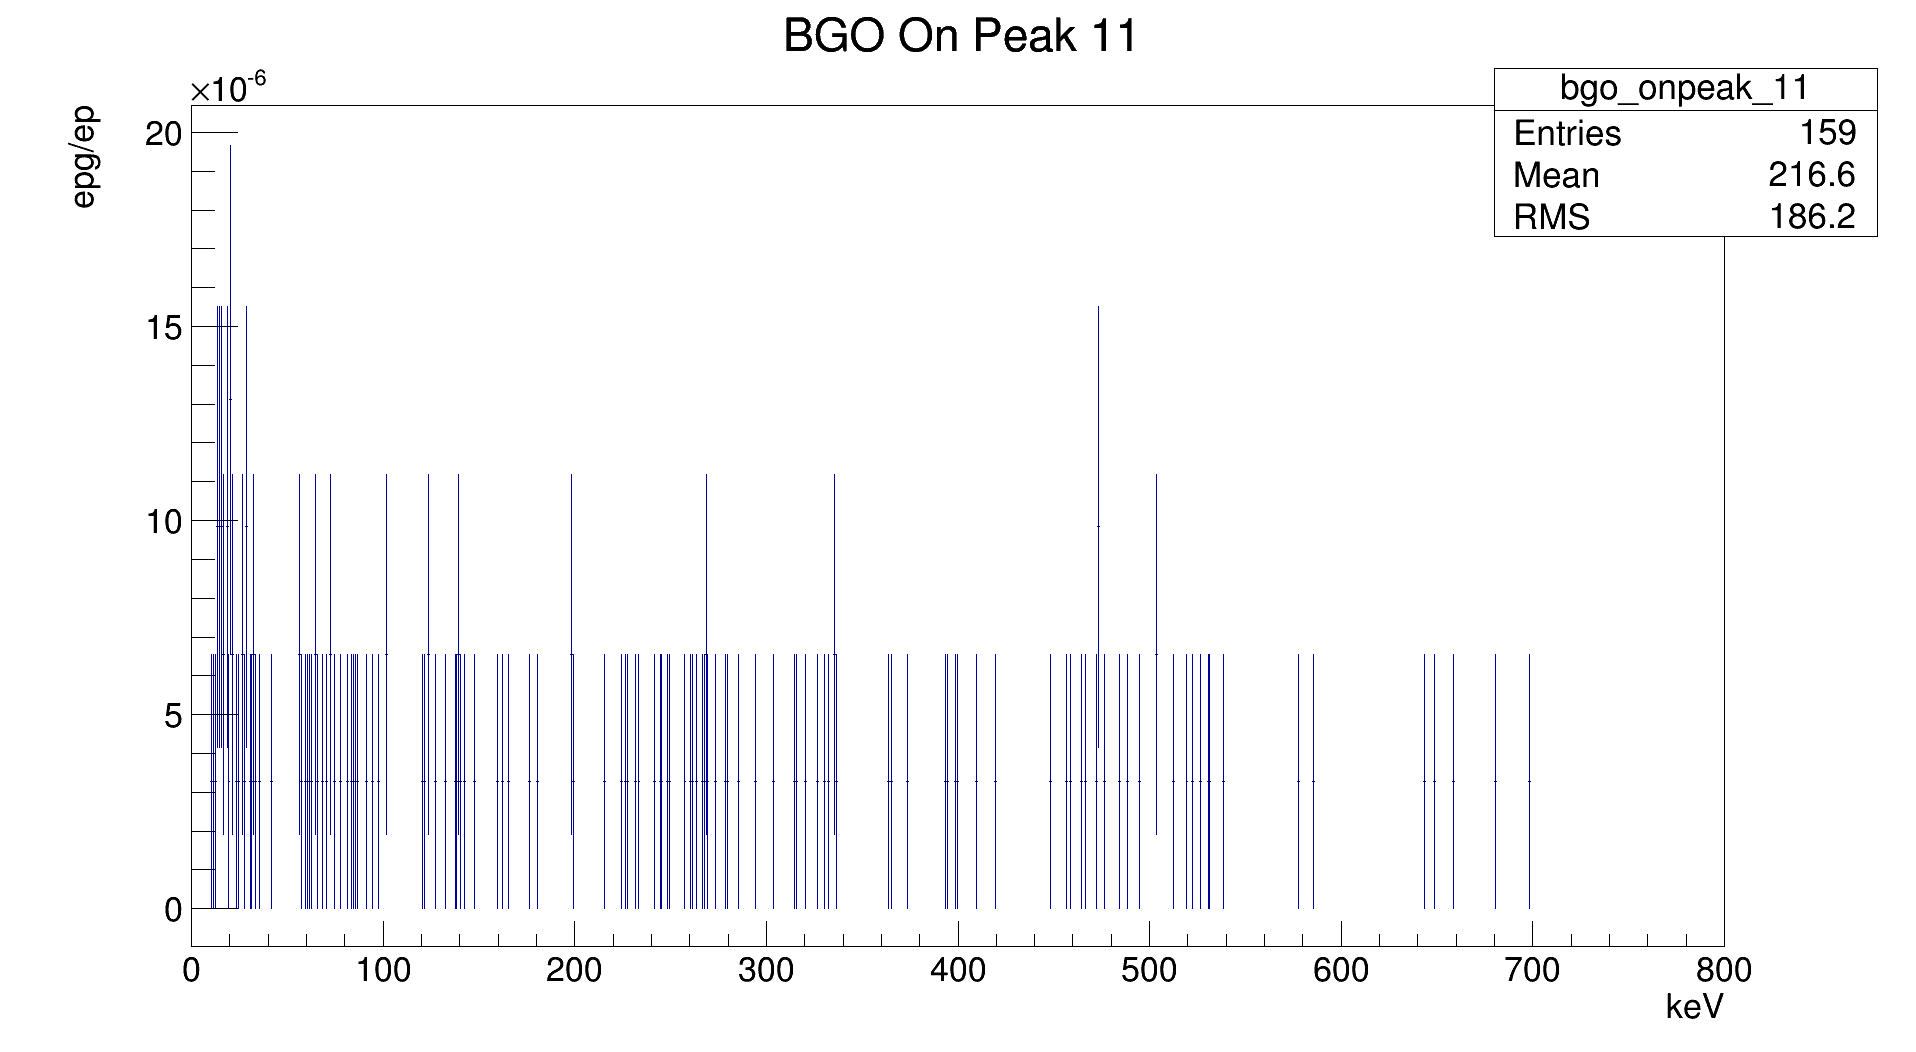 BGO On Peak 11
×10-6
epg/ep
bgo_onpeak_11
Entries 159
Mean 216.6
RMS 186.2
20
15
10
5
0
0 100 200 300 400 500 600 700 800
keV